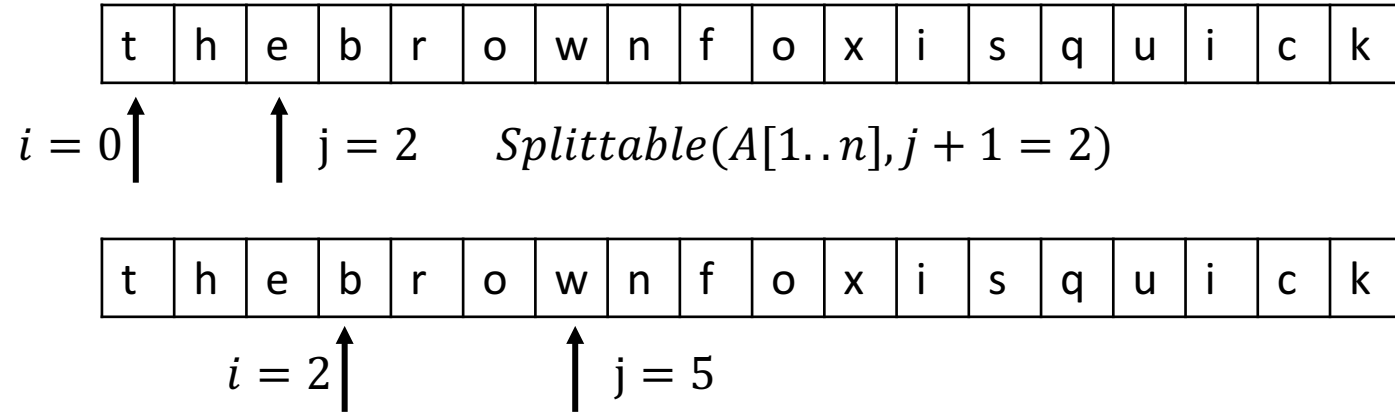 t h e b r o w n f o x i s q u i c k
i = 0 j = 2 Splittable(A[1..n], j + 1 = 2)
t h e b r o w n f o x i s q u i c k
i = 2 j = 5